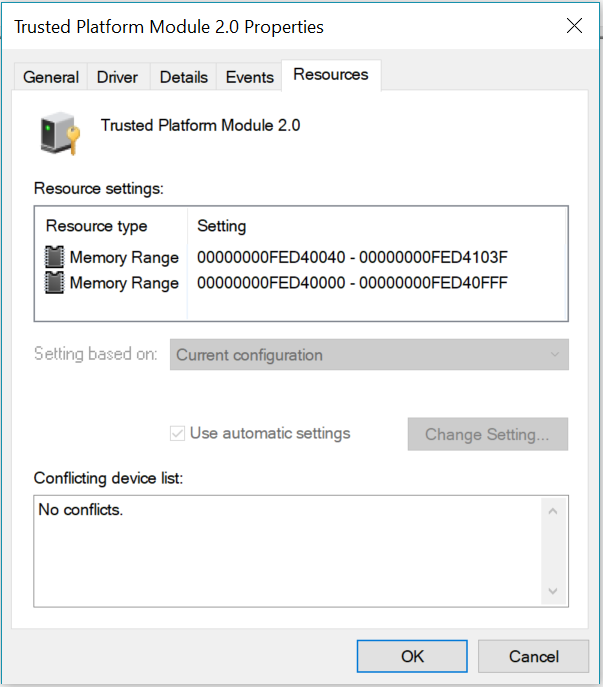 Trusted Platform Module 2.0 Properties
General Driver Details Events Resources
Trusted Platform Module 2.0
Resource settings:
Resource type Setting
Memory Range 00000000FED40040 - 00000000FED4103F
Memory Range 00000000FED40000 - 00000000FED40FFF
Setting based on: Current configuration
Use automatic settings Change Setting...
Conflicting device list:
No conflicts.
OK Cancel